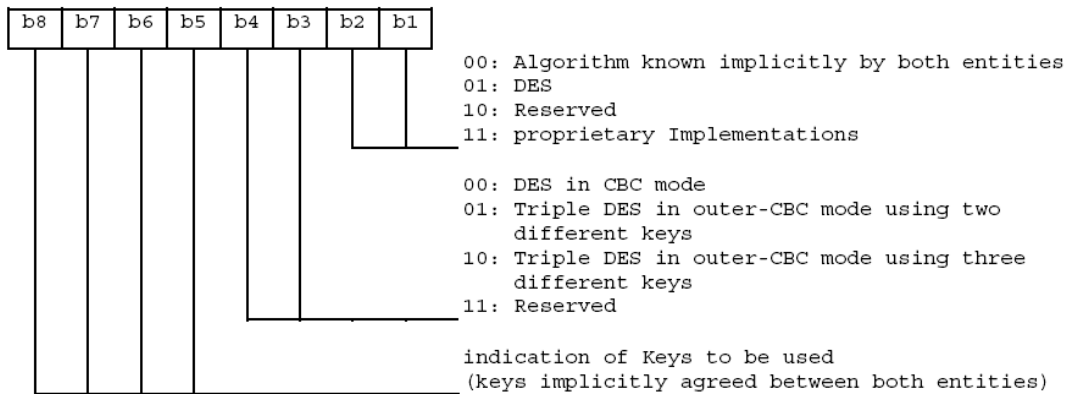 b8 b7 b6 b5 b4 b3 b2 b1
00: Algorithm known implicitly by both entities
01: DES
10: Reserved
11: proprietary Implementations
00: DES in CBC mode
01: Triple DES in outer-CBC mode using two
different keys
10: Triple DES in outer-CBC mode using three
different keys
11: Reserved
indication of Keys to be used
(keys implicitly agreed between both entities)